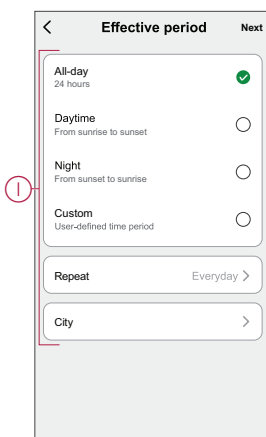 Effective period Next
All-day
24 hours
Daytime
From sunrise to sunset
Night
From sunset to sunrise
Custom
User-defined time period
Repeat Everyday
City
I